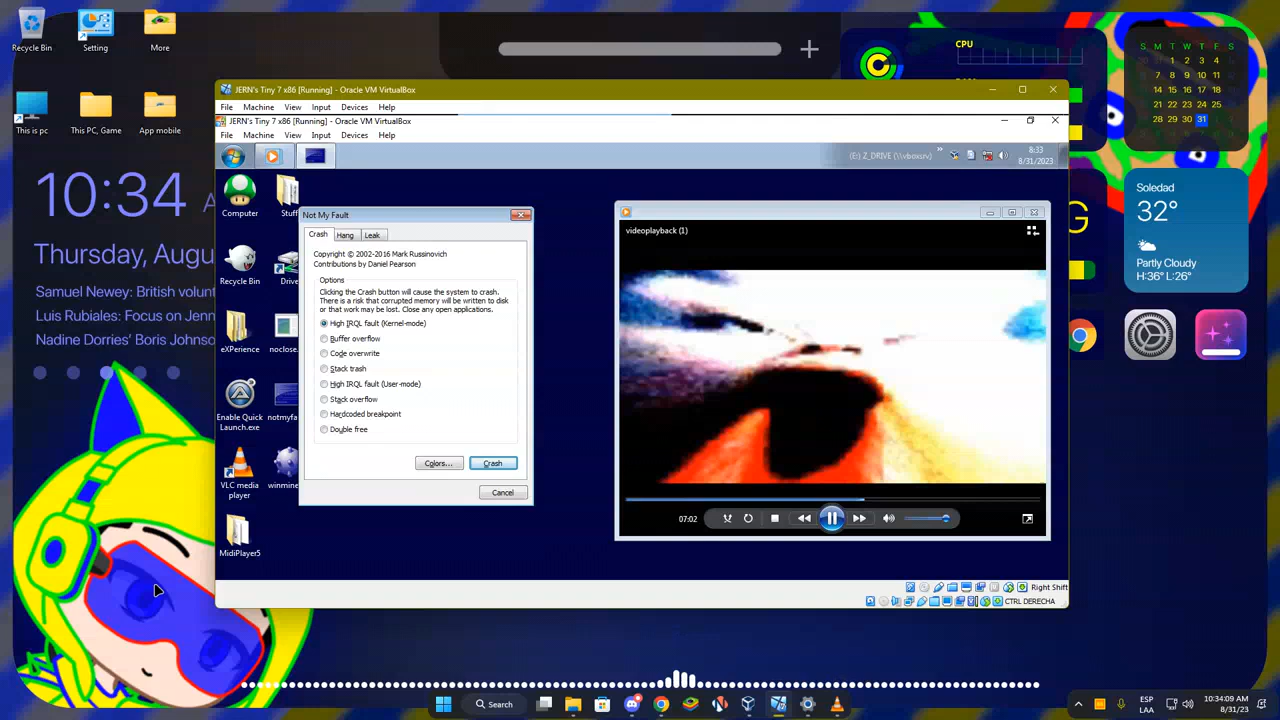 Recycle Bin
Setting
More
This is pc
This PC, Game
App mobile
10:34
Thursday, Augu
Samuel Newey: British volunt
Luis Rubiales: Focus on Jenn
Nadine Dorries' Boris Johnso
CPU
S M T W T F S
1 2 3 4 5
6 7 8 9 10 11 12
14 15 16 17 18 19
21 22 23 24 25 26
28 29 30 31
Soledad
32°
Partly Cloudy
H:36° L:26°
G
JERN's Tiny 7 x86 [Running] - Oracle VM VirtualBox
File Machine View Input Devices Help
JERN's Tiny 7 x86 [Running] - Oracle VM VirtualBox
File Machine View Input Devices Help
(E:) Z_DRIVE (\\vboxsrv)
8:33
8/31/2023
Computer
Stuff
Recycle Bin
Drive
eXPerience
noclose.
Enable Quick
Launch.exe
notmyfa
VLC media
player
winmine
MidiPlayer5
Not My Fault
Crash Hang Leak
Copyright © 2002-2016 Mark Russinovich
Contributions by Daniel Pearson
Options
Clicking the Crash button will cause the system to crash.
There is a risk that corrupted memory will be written to disk
or that work may be lost. Close any open applications.
High IRQL fault (Kernel-mode)
Buffer overflow
Code overwrite
Stack trash
High IRQL fault (User-mode)
Stack overflow
Hardcoded breakpoint
Double free
Colors... Crash
Cancel
videoplayback (1)
07:02
Right Shift
CTRL DERECHA
Search
ESP
LAA
10:34:09 AM
8/31/23